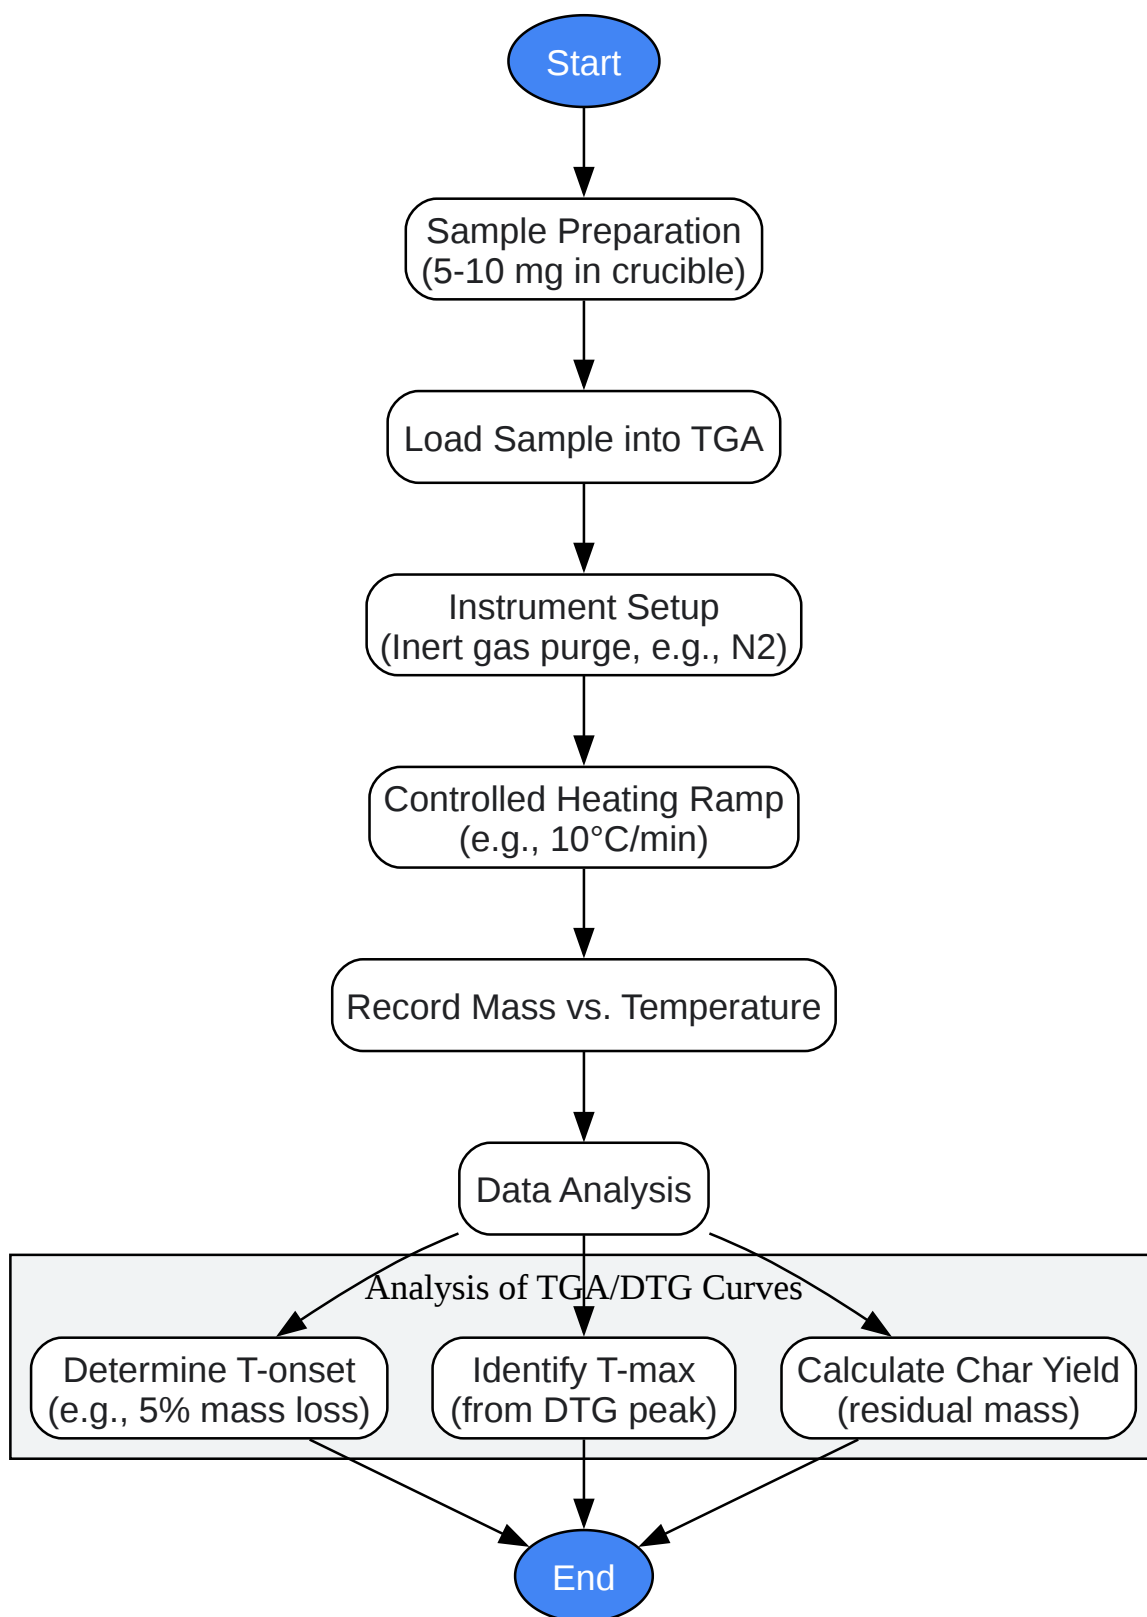 Start
Sample Preparation
(5-10 mg in crucible)
Load Sample into TGA
Instrument Setup
(Inert gas purge, e.g., N2)
Controlled Heating Ramp
(e.g., 10°C/min)
Record Mass vs. Temperature
Data Analysis
Analysis of TGA/DTG Curves
Determine T-onset
(e.g., 5% mass loss)
Identify T-max
(from DTG peak)
Calculate Char Yield
(residual mass)
End